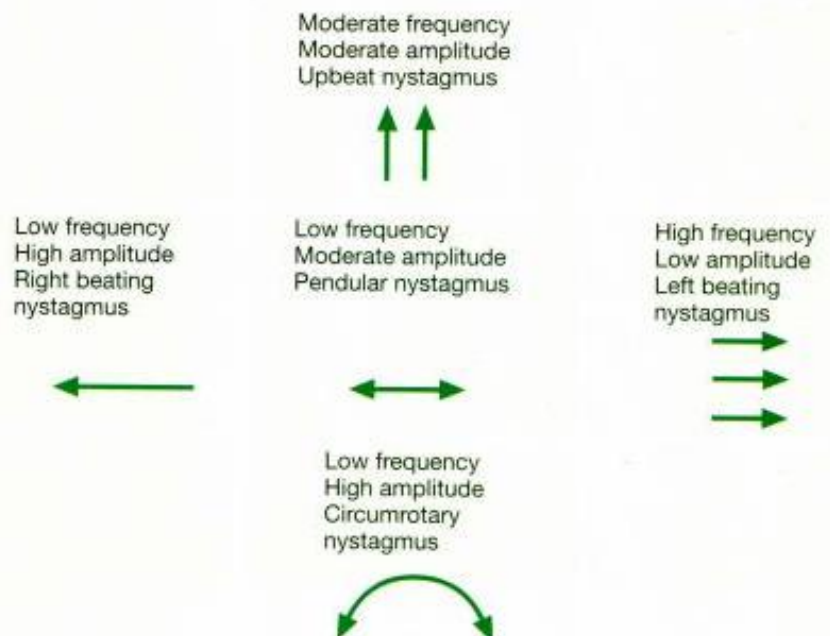 Moderate frequency
Moderate amplitude
Upbeat nystagmus
Low frequency
High amplitude
Right beating
nystagmus
Low frequency
Moderate amplitude
Pendular nystagmus
High frequency
Low amplitude
Left beating
nystagmus
Low frequency
High amplitude
Circumrotary
nystagmus